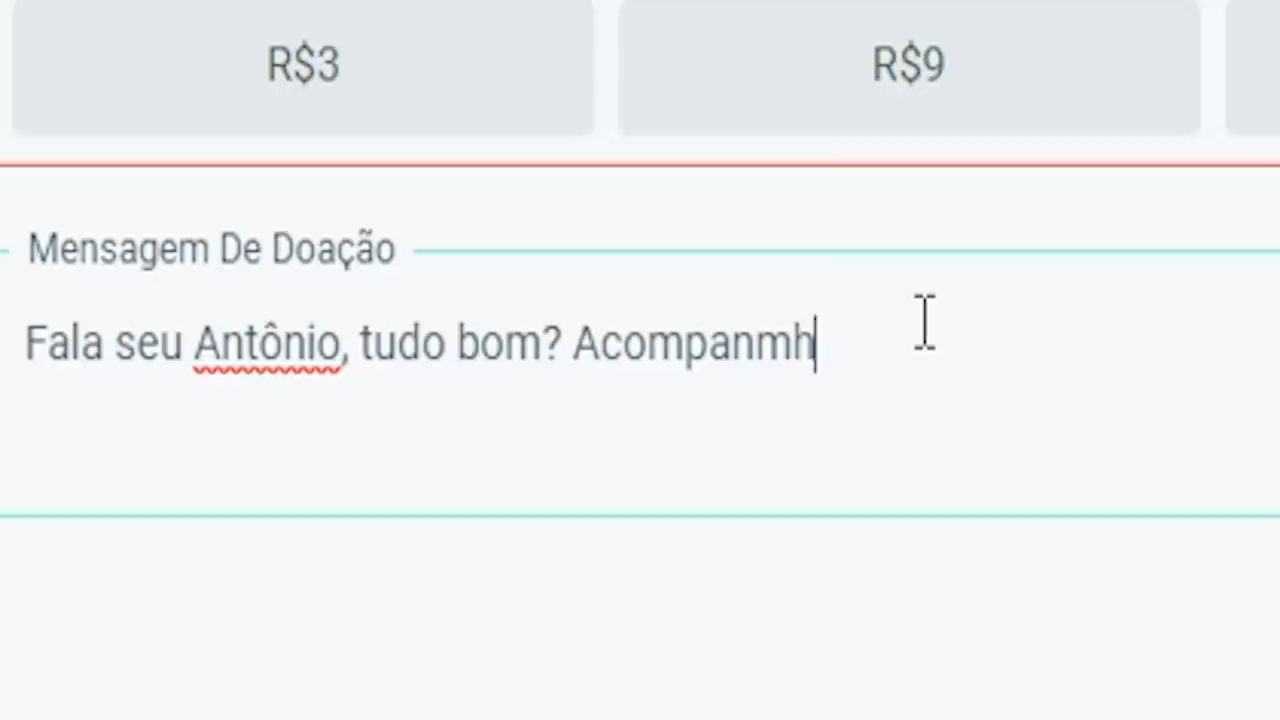 R$3 R$9
Mensagem De Doação
Fala seu Antônio, tudo bom? Acompanmh